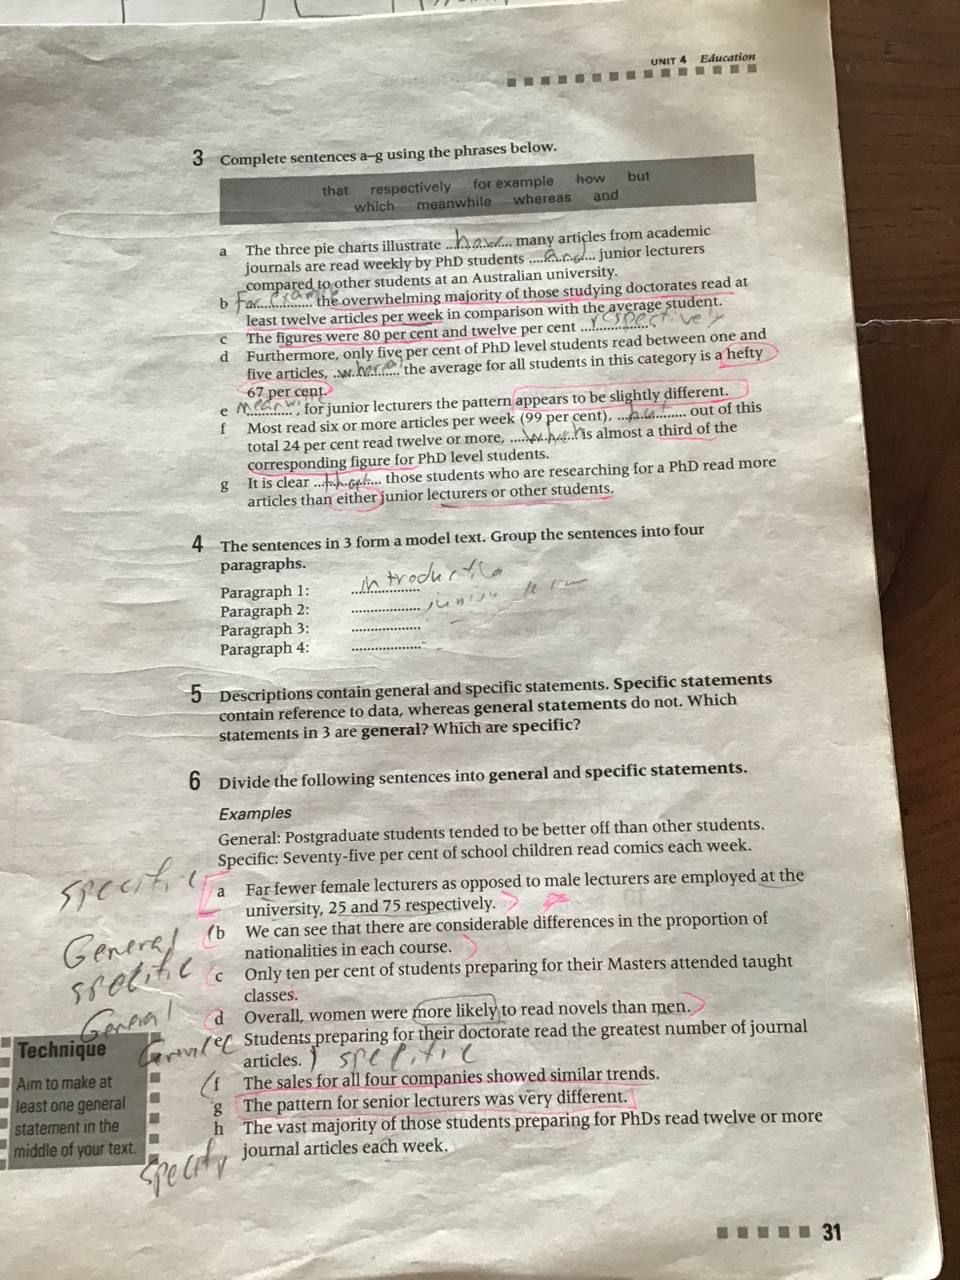 UNIT 4 Education
3 Complete sentences a–g using the phrases below.
that respectively for example how but
which meanwhile whereas and
a The three pie charts illustrate ...how... many articles from academic
journals are read weekly by PhD students ...and... junior lecturers
compared to other students at an Australian university.
b For example the overwhelming majority of those studying doctorates read at
least twelve articles per week in comparison with the average student.
c The figures were 80 per cent and twelve per cent respectively
d Furthermore, only five per cent of PhD level students read between one and
five articles, ........ the average for all students in this category is a hefty
67 per cent.
e ........, for junior lecturers the pattern appears to be slightly different.
f Most read six or more articles per week (99 per cent), ...but... out of this
total 24 per cent read twelve or more, ...which... is almost a third of the
corresponding figure for PhD level students.
g It is clear ...that... those students who are researching for a PhD read more
articles than either junior lecturers or other students.
4 The sentences in 3 form a model text. Group the sentences into four
paragraphs.
Paragraph 1: ..................
Paragraph 2: .................. junior
Paragraph 3: ..................
Paragraph 4: ..................
5 Descriptions contain general and specific statements. Specific statements
contain reference to data, whereas general statements do not. Which
statements in 3 are general? Which are specific?
6 Divide the following sentences into general and specific statements.
Examples
General: Postgraduate students tended to be better off than other students.
Specific: Seventy-five per cent of school children read comics each week.
specific a Far fewer female lecturers as opposed to male lecturers are employed at the
university, 25 and 75 respectively.
General b We can see that there are considerable differences in the proportion of
nationalities in each course.
specific c Only ten per cent of students preparing for their Masters attended taught
classes.
General d Overall, women were more likely to read novels than men.
e Students preparing for their doctorate read the greatest number of journal
articles. specific
f The sales for all four companies showed similar trends.
g The pattern for senior lecturers was very different.
h The vast majority of those students preparing for PhDs read twelve or more
journal articles each week.
Technique
Aim to make at
least one general
statement in the
middle of your text.
31